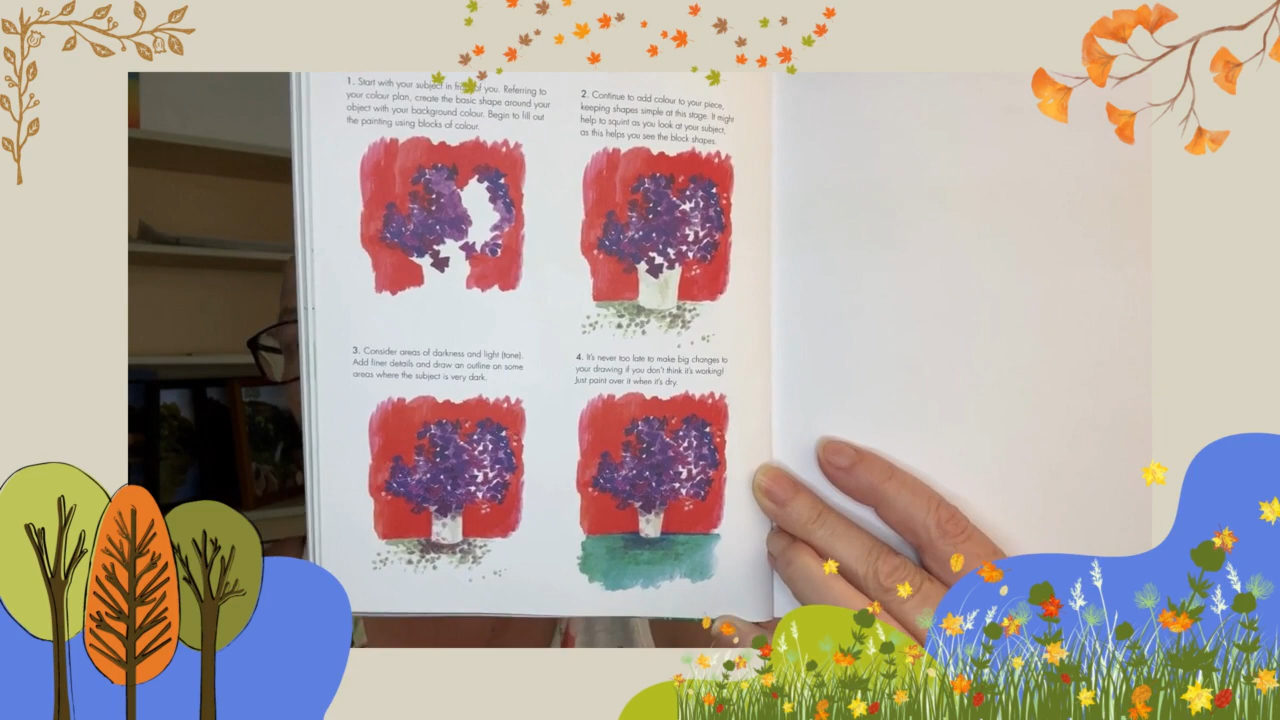 1. Start with your subject in front of you. Referring to
your colour plan, create the basic shape around your
object with your background colour. Begin to fill out
the painting using blocks of colour.
2. Continue to add colour to your piece,
keeping shapes simple at this stage. It might
help to squint as you look at your subject,
as this helps you see the block shapes.
3. Consider areas of darkness and light (tone).
Add finer details and draw an outline on some
areas where the subject is very dark.
4. It's never too late to make big changes to
your drawing if you don't think it's working!
Just paint over it when it's dry.